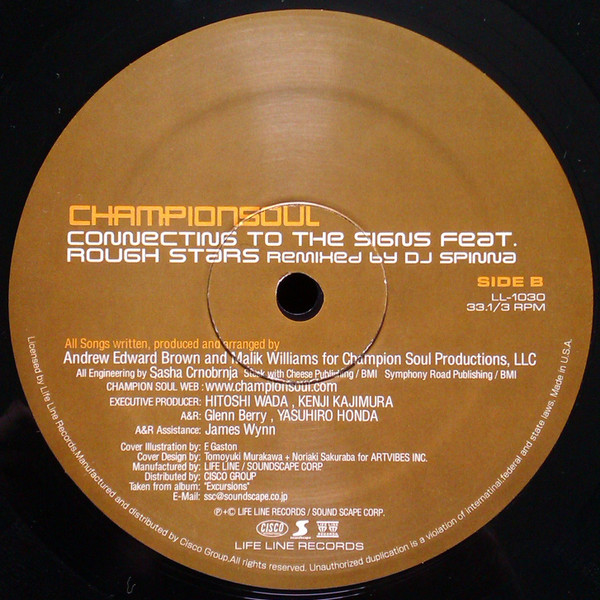 CHAMPIONSOUL
CONNECTING TO THE SIGNS FEAT.
ROUGH STARS REMIXED BY DJ SPINNA
SIDE B
LL-1030
33.1/3 RPM
All Songs written, produced and arranged by
Andrew Edward Brown and Malik Williams for Champion Soul Productions, LLC
All Engineering by Sasha Crnobrnja Stuck with Cheese Publishing / BMI Symphony Road Publishing / BMI
CHAMPION SOUL WEB : www.championsoul.com
EXECUTIVE PRODUCER: HITOSHI WADA , KENJI KAJIMURA
A&R: Glenn Berry , YASUHIRO HONDA
A&R Assistance: James Wynn
Cover Illustration by: E Gaston
Cover Design by: Tomoyuki Murakawa + Noriaki Sakuraba for ARTVIBES INC.
Manufactured by: LIFE LINE / SOUNDSCAPE CORP
Distributed by: CISCO GROUP
Taken from album: "Excursions"
E-Mail: ssc@soundscape.co.jp
℗+© LIFE LINE RECORDS / SOUND SCAPE CORP.
CISCO
LIFE LINE RECORDS
Licensed by Life Line Records.Manufactured and distributed by Cisco Group.All rights reserved. Unauthorized duplication is a violation of internatinal,federal and state laws. Made in U.S.A.